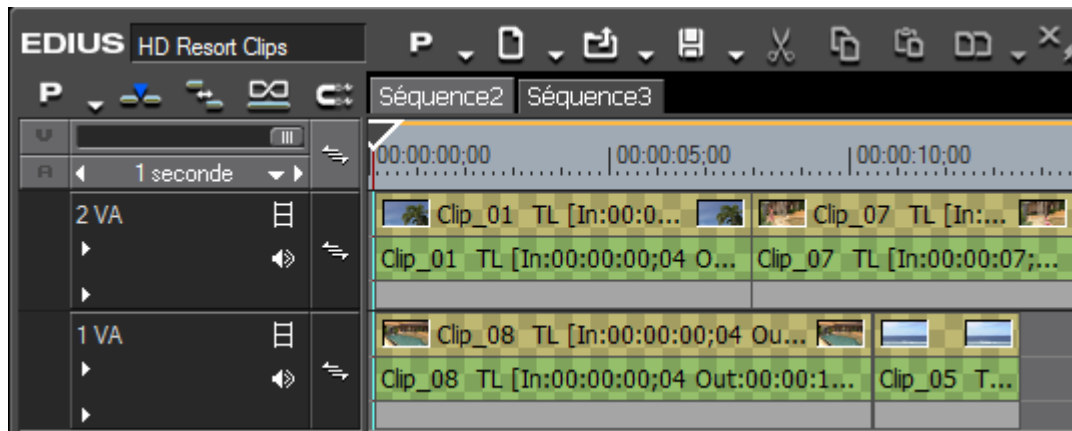 EDIUS HD Resort Clips P
P Séquence2 Séquence3
U
A 1 seconde 00:00:00;00 00:00:05;00 00:00:10;00
2 VA Clip_01 TL [In:00:0... Clip_07 TL [In:...
Clip_01 TL [In:00:00:00;04 O... Clip_07 TL [In:00:00:07;...
1 VA Clip_08 TL [In:00:00:00;04 Ou...
Clip_08 TL [In:00:00:00;04 Out:00:00:1... Clip_05 T...